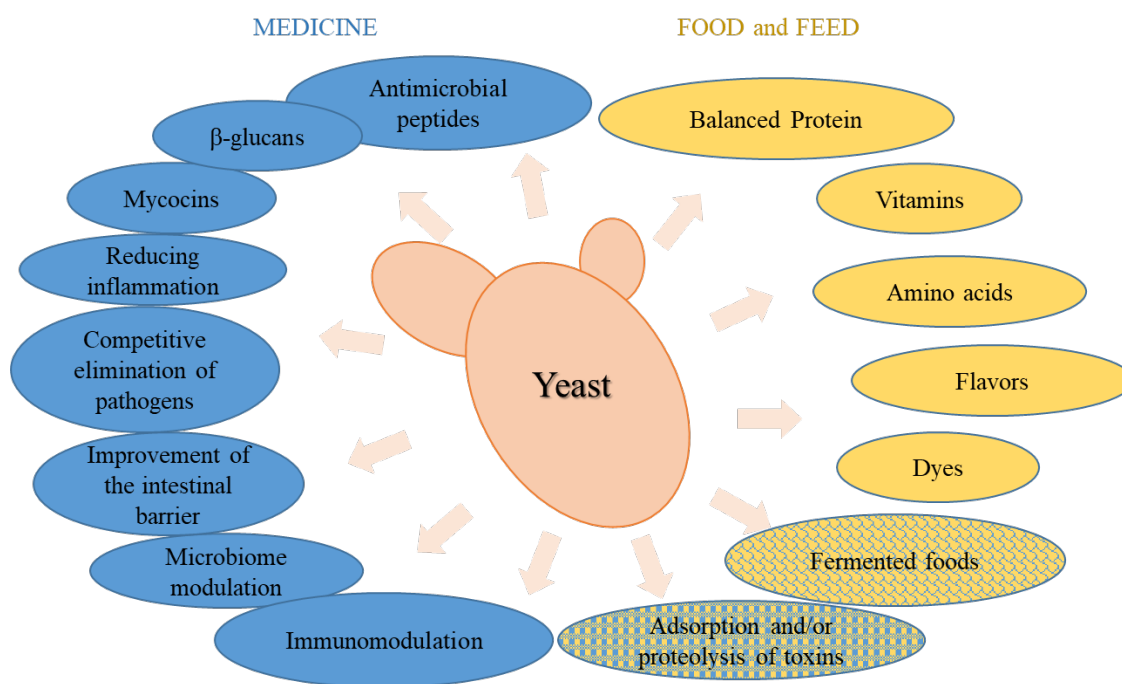 MEDICINE
FOOD and FEED
Antimicrobial
peptides
β-glucans
Mycocins
Reducing
inflammation
Competitive
elimination of
pathogens
Improvement of
the intestinal
barrier
Microbiome
modulation
Immunomodulation
Yeast
Balanced Protein
Vitamins
Amino acids
Flavors
Dyes
Fermented foods
Adsorption and/or
proteolysis of toxins